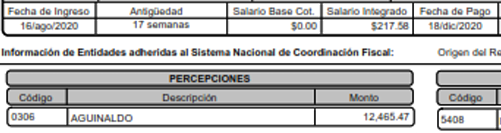 Fecha de Ingreso Antigüedad Salario Base Cot. Salario Integrado Fecha de Pago
16/ago/2020 17 semanas $0.00 $217.58 18/dic/2020
Información de Entidades adheridas al Sistema Nacional de Coordinación Fiscal: Origen del Re
PERCEPCIONES
Código Descripción Monto Código
0306 AGUINALDO 12,465.47 5408